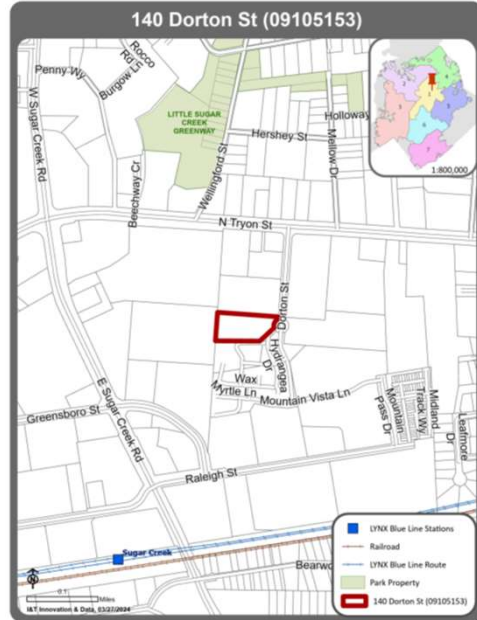 140 Dorton St (09105153)
Rocco
Rd
Penny Wy
Burgow Ln
W Sugar Creek Rd
LITTLE SUGAR
CREEK
GREENWAY
Holloway
Hershey St
Mellow Dr
Beechway Cr
Wellingford St
1:800,000
N Tryon St
Dorton St
Hydrangea
Dr
Wax
Myrtle Ln
Mountain Vista Ln
E Sugar Creek Rd
Greensboro St
Mountain
Pass Dr
Midland
Track Wy
Leafmore
Dr
Raleigh St
Sugar Creek
LYNX Blue Line Stations
Railroad
LYNX Blue Line Route
Park Property
140 Dorton St (09105153)
0.1
Miles
I&T Innovation & Data, 03/27/2024